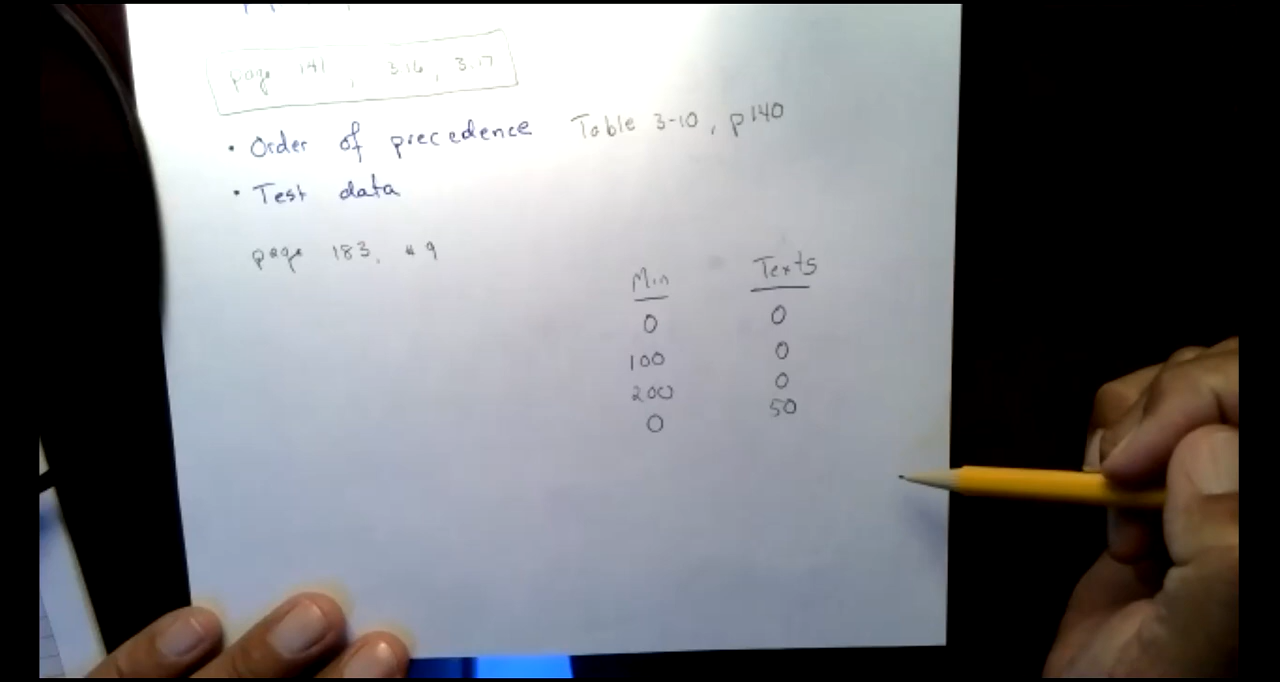 page 141, 3.16, 3.17
• Order of precedence Table 3-10, p140
• Test data
page 183, #9
Min Texts
0 0
100 0
200 0
0 50